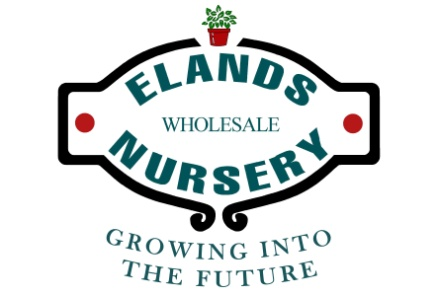 ELANDS
WHOLESALE
NURSERY
GROWING INTO
THE FUTURE